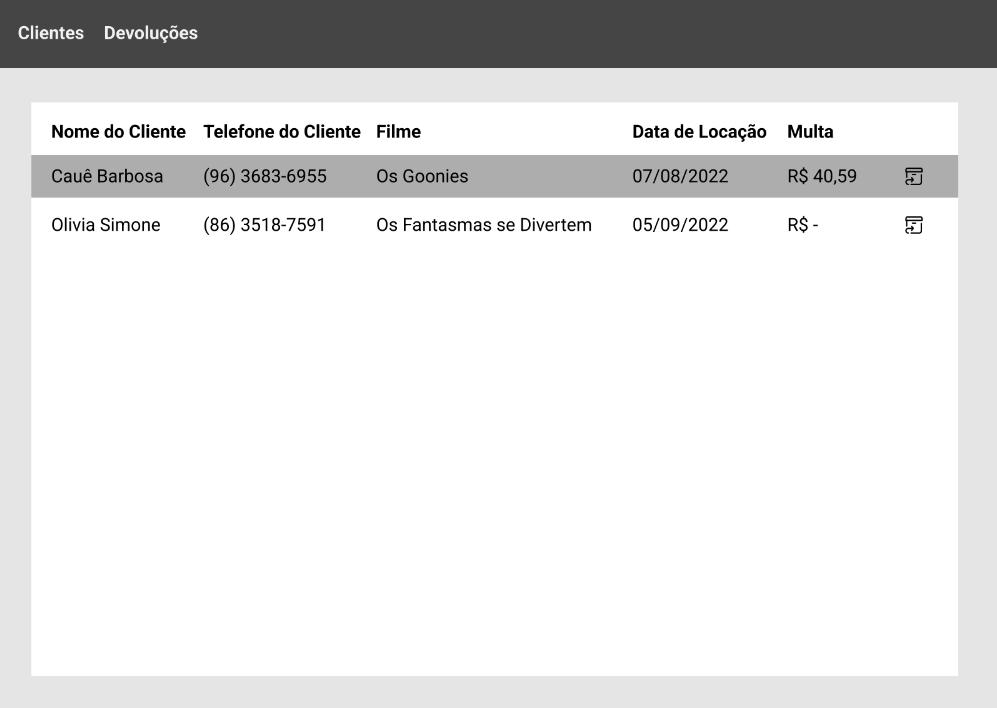 Clientes Devoluções
Nome do Cliente Telefone do Cliente Filme Data de Locação Multa
Cauê Barbosa (96) 3683-6955 Os Goonies 07/08/2022 R$ 40,59
Olivia Simone (86) 3518-7591 Os Fantasmas se Divertem 05/09/2022 R$ -